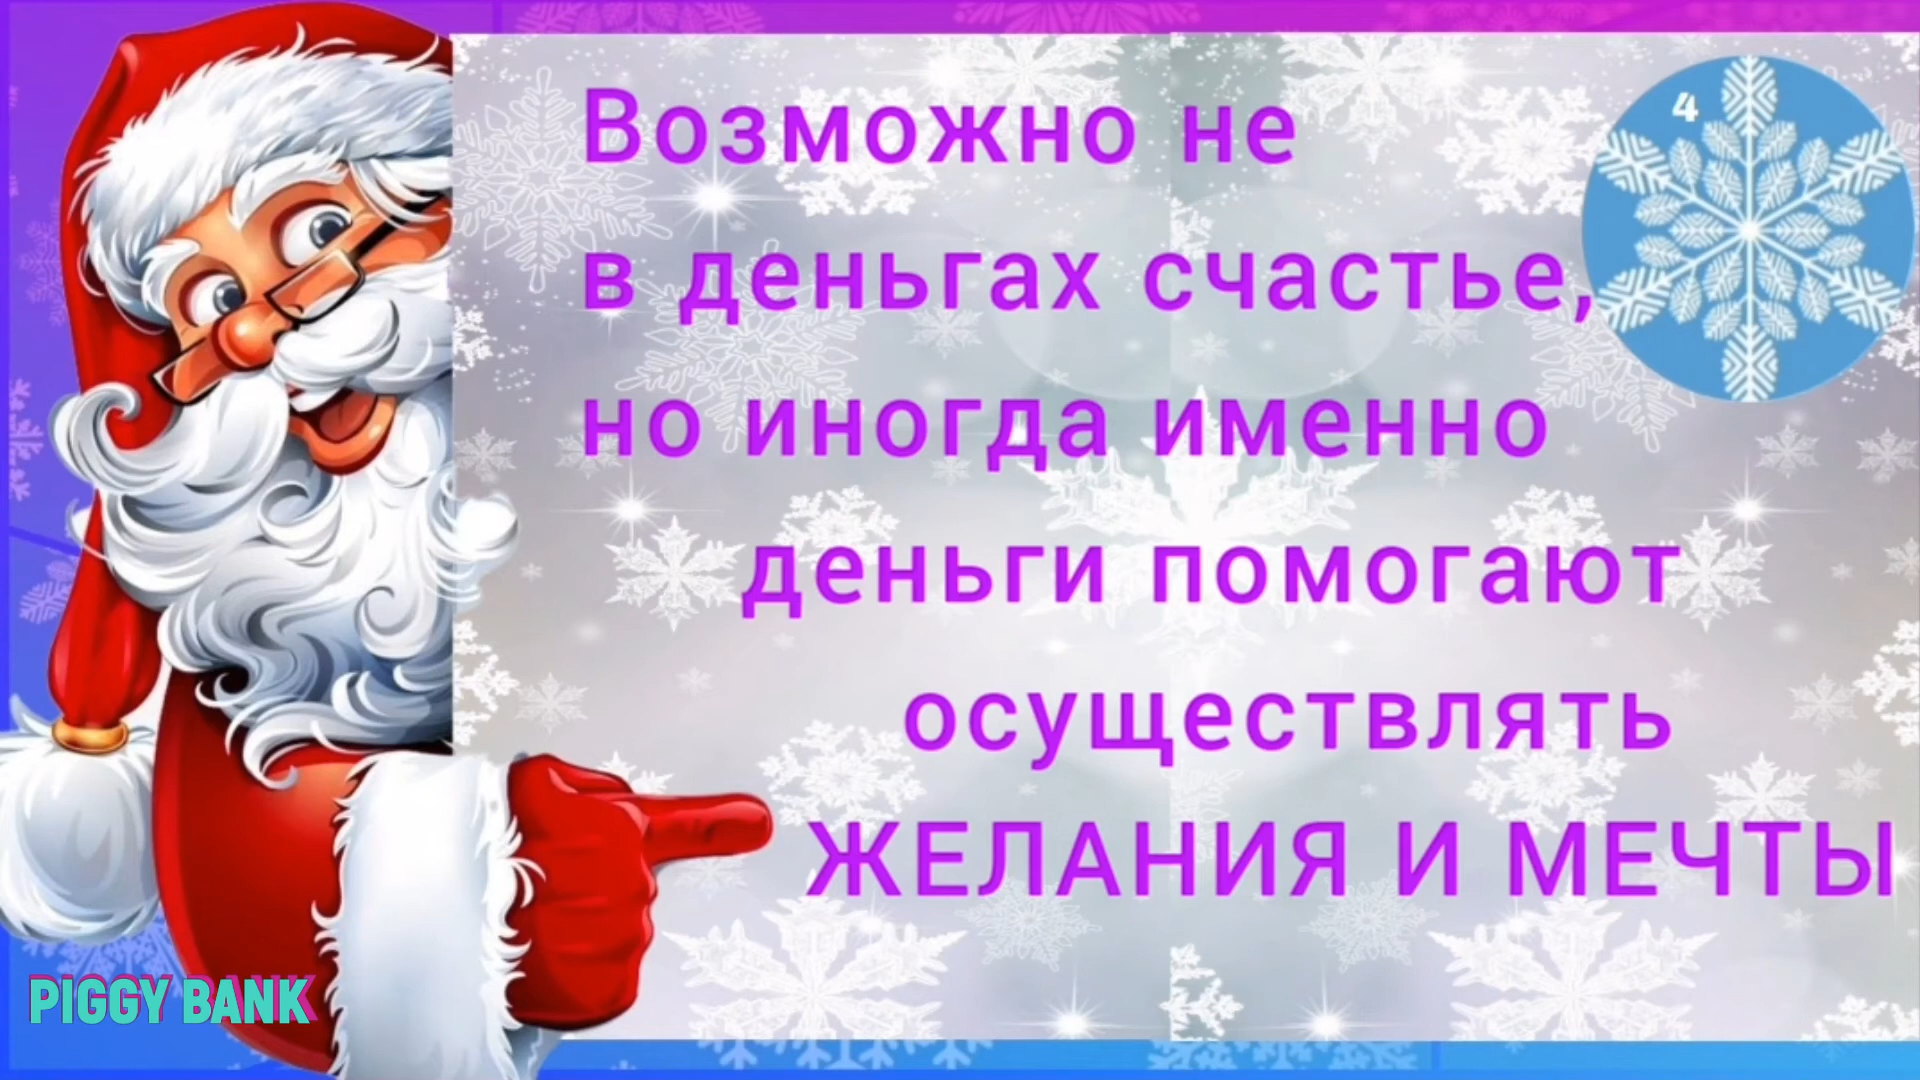 4
Возможно не
в деньгах счастье,
но иногда именно
деньги помогают
осуществлять
ЖЕЛАНИЯ И МЕЧТЫ
PIGGY BANK